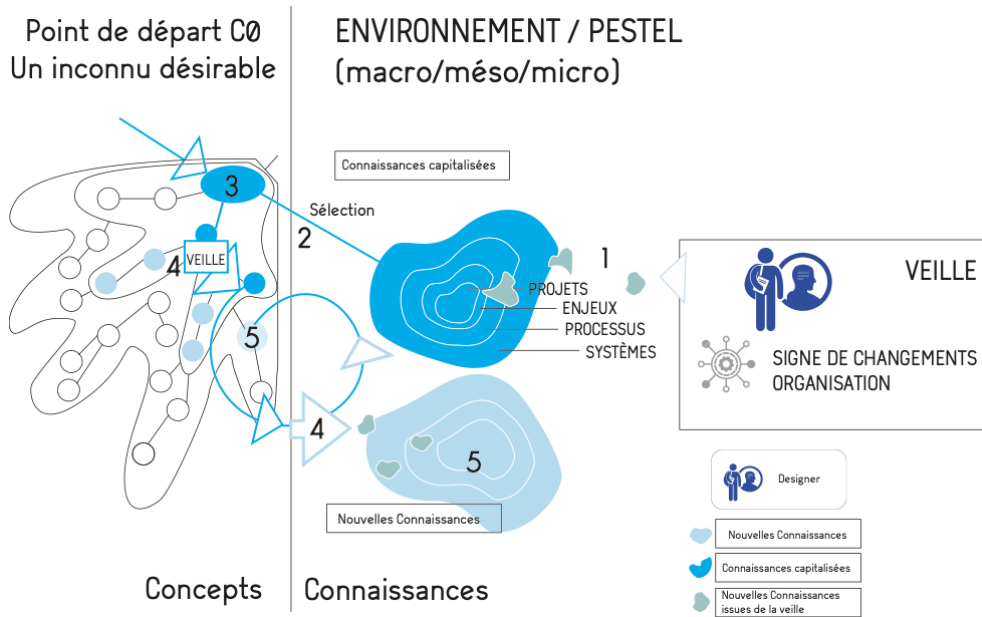 Point de départ C0
Un inconnu désirable
ENVIRONNEMENT / PESTEL
(macro/méso/micro)
Connaissances capitalisées
3
Sélection
2
4
VEILLE
1
PROJETS
ENJEUX
PROCESSUS
SYSTÈMES
5
VEILLE
SIGNE DE CHANGEMENTS
ORGANISATION
4
5
Nouvelles Connaissances
Designer
Nouvelles Connaissances
Connaissances capitalisées
Nouvelles Connaissances
issues de la veille
Concepts
Connaissances